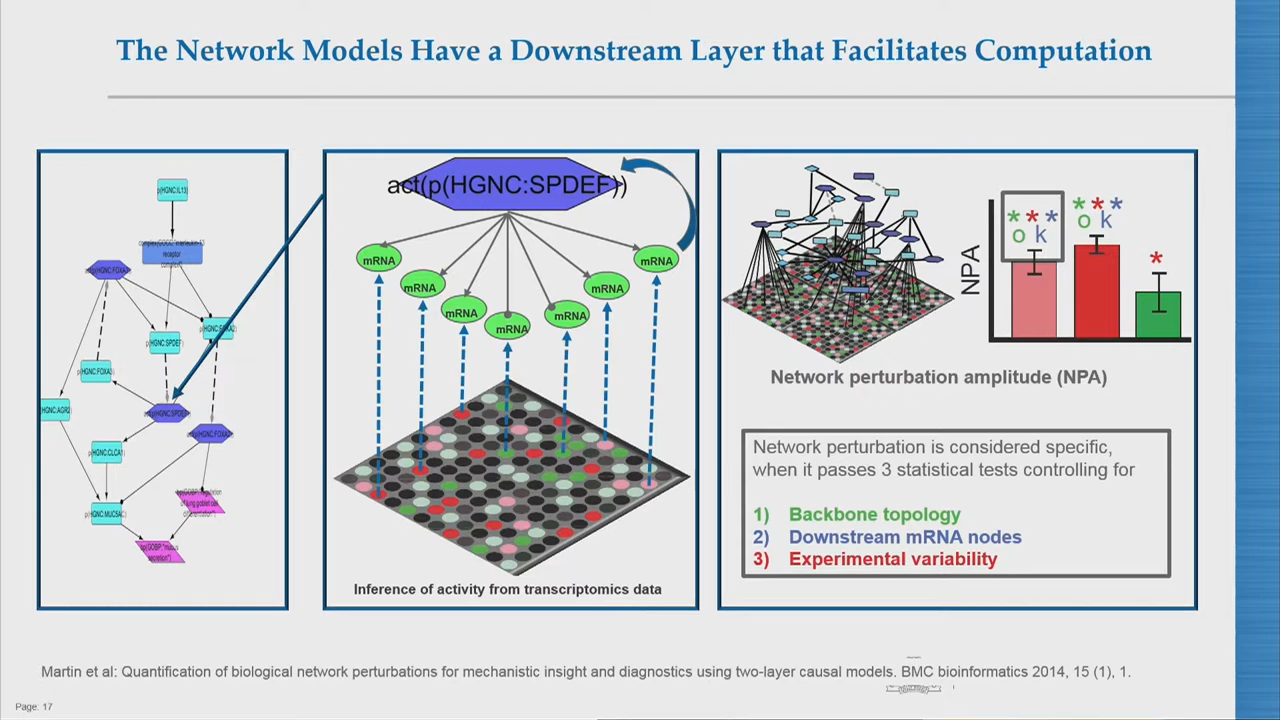 The Network Models Have a Downstream Layer that Facilitates Computation
p(HGNC:IL13)
receptor
p(HGNC:SPDEF)
p(HGNC:CLCA1)
p(HGNC:MUC5AC)
act(p(HGNC:SPDEF))
mRNA
mRNA
mRNA
mRNA
mRNA
mRNA
mRNA
Inference of activity from transcriptomics data
NPA
* * *
o k
* * *
o k
*
Network perturbation amplitude (NPA)
Network perturbation is considered specific,
when it passes 3 statistical tests controlling for
1) Backbone topology
2) Downstream mRNA nodes
3) Experimental variability
Martin et al: Quantification of biological network perturbations for mechanistic insight and diagnostics using two-layer causal models. BMC bioinformatics 2014, 15 (1), 1.
Page: 17